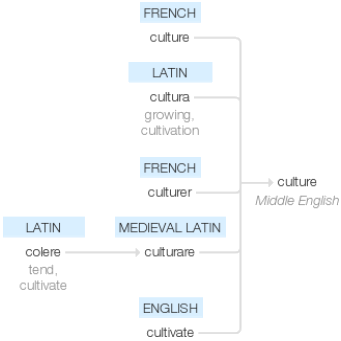 FRENCH
culture
LATIN
cultura
growing,
cultivation
FRENCH
culturer
culture
Middle English
LATIN
colere
tend,
cultivate
MEDIEVAL LATIN
culturare
ENGLISH
cultivate